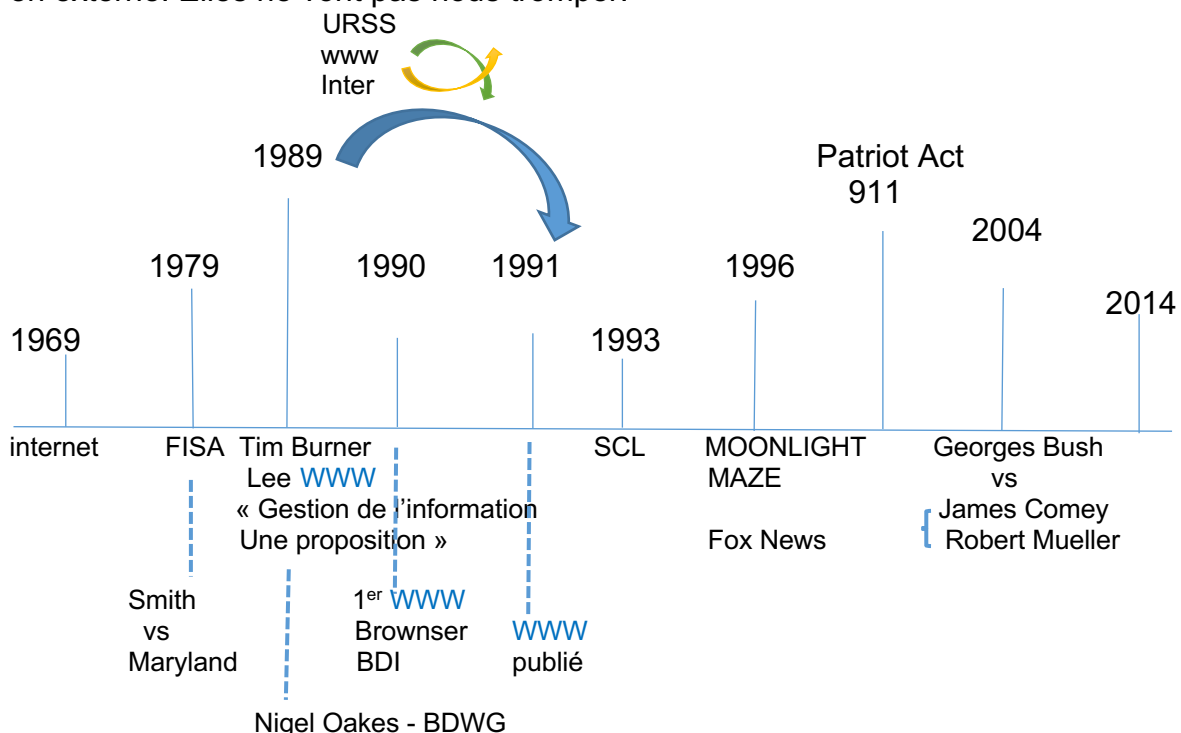 URSS
www
Inter
1989
Patriot Act
911
2004
1979
1990
1991
1996
2014
1969
1993
internet
FISA
Tim Burner
Lee WWW
« Gestion de l’information
Une proposition »
SCL
MOONLIGHT
MAZE
Fox News
Georges Bush
vs
James Comey
Robert Mueller
Smith
vs
Maryland
1er WWW
Brownser
BDI
WWW
publié
Nigel Oakes - BDWG